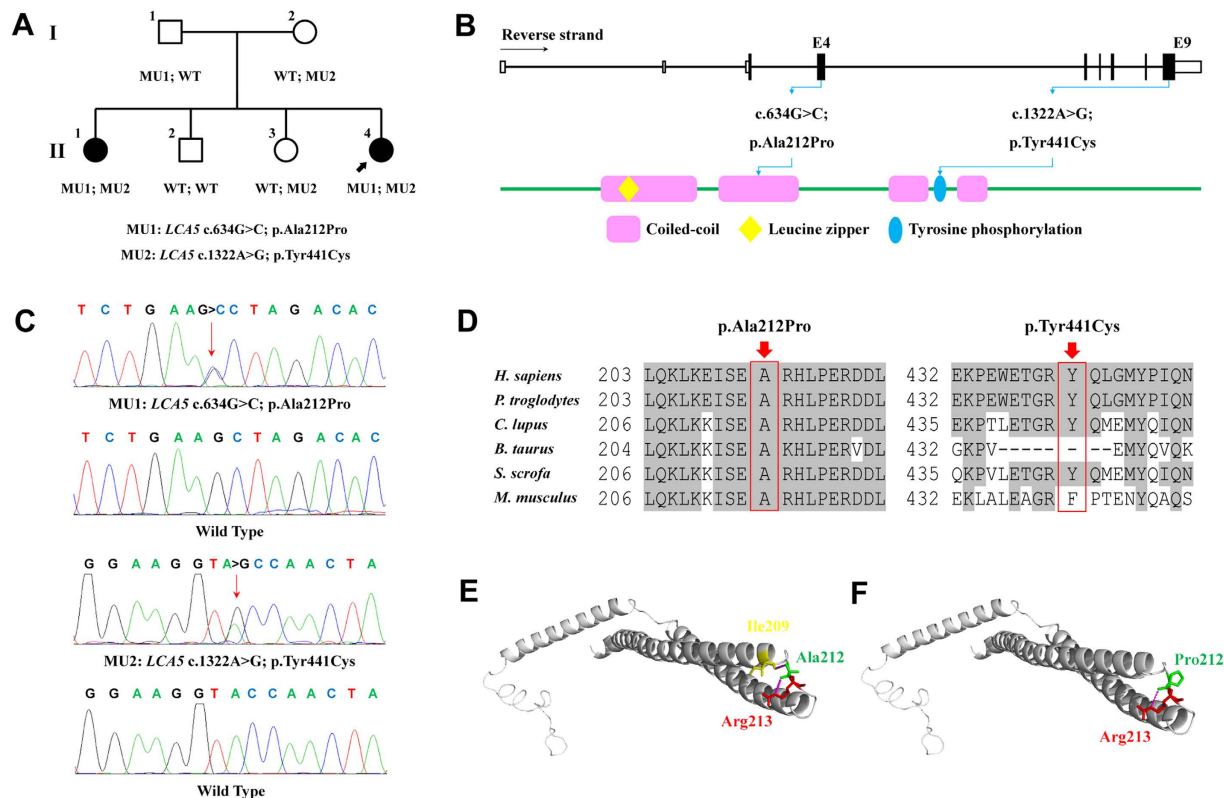 A
I
1
2
MU1; WT
WT; MU2
II
1
2
3
4
MU1; MU2
WT; WT
WT; MU2
MU1; MU2
MU1: LCA5 c.634G>C; p.Ala212Pro
MU2: LCA5 c.1322A>G; p.Tyr441Cys
B
Reverse strand
E4
E9
c.634G>C;
p.Ala212Pro
c.1322A>G;
p.Tyr441Cys
Coiled-coil
Leucine zipper
Tyrosine phosphorylation
C
T C T G A A G>C C T A G A C A C
MU1: LCA5 c.634G>C; p.Ala212Pro
T C T G A A G C T A G A C A C
Wild Type
G G A A G G T A>G C C A A C T A
MU2: LCA5 c.1322A>G; p.Tyr441Cys
G G A A G G T A C C A A C T A
Wild Type
D
p.Ala212Pro
p.Tyr441Cys
H. sapiens 203 LQKLKEISE A RHLPERDDL 432 EKPEWETGR Y QLGMYPIQN
P. troglodytes 203 LQKLKEISE A RHLPERDDL 432 EKPEWETGR Y QLGMYPIQN
C. lupus 206 LQKLKKISE A RHLPERDDL 435 EKPTLETGR Y QMEMYQIQN
B. taurus 204 LQKLKKISE A KHLPERVDL 432 GKPV----- - --EMYQVQK
S. scrofa 206 LQKLKKISE A RHLPERDDL 435 QKPVLETGR Y QMEMYQIQN
M. musculus 206 LQKLKKISE A RHLPERDDL 432 EKLALEAGR F PTENYQAQS
E
Ile209
Ala212
Arg213
F
Pro212
Arg213